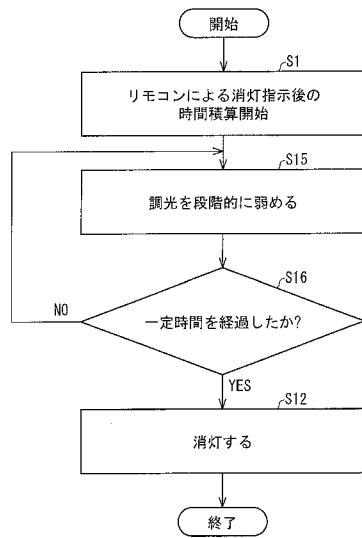 開始
S1
リモコンによる消灯指示後の
時間積算開始
S15
調光を段階的に弱める
S16
一定時間を経過したか?
NO
YES
S12
消灯する
終了